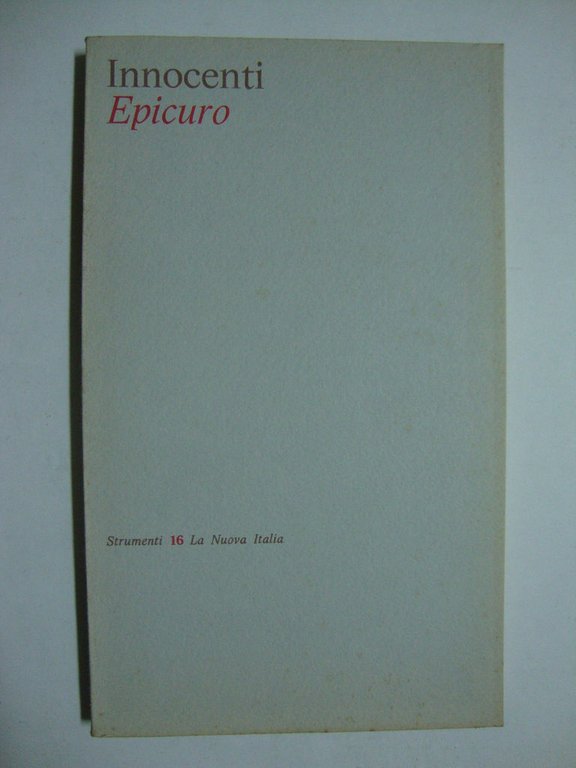 Innocenti
Epicuro
Strumenti 16 La Nuova Italia